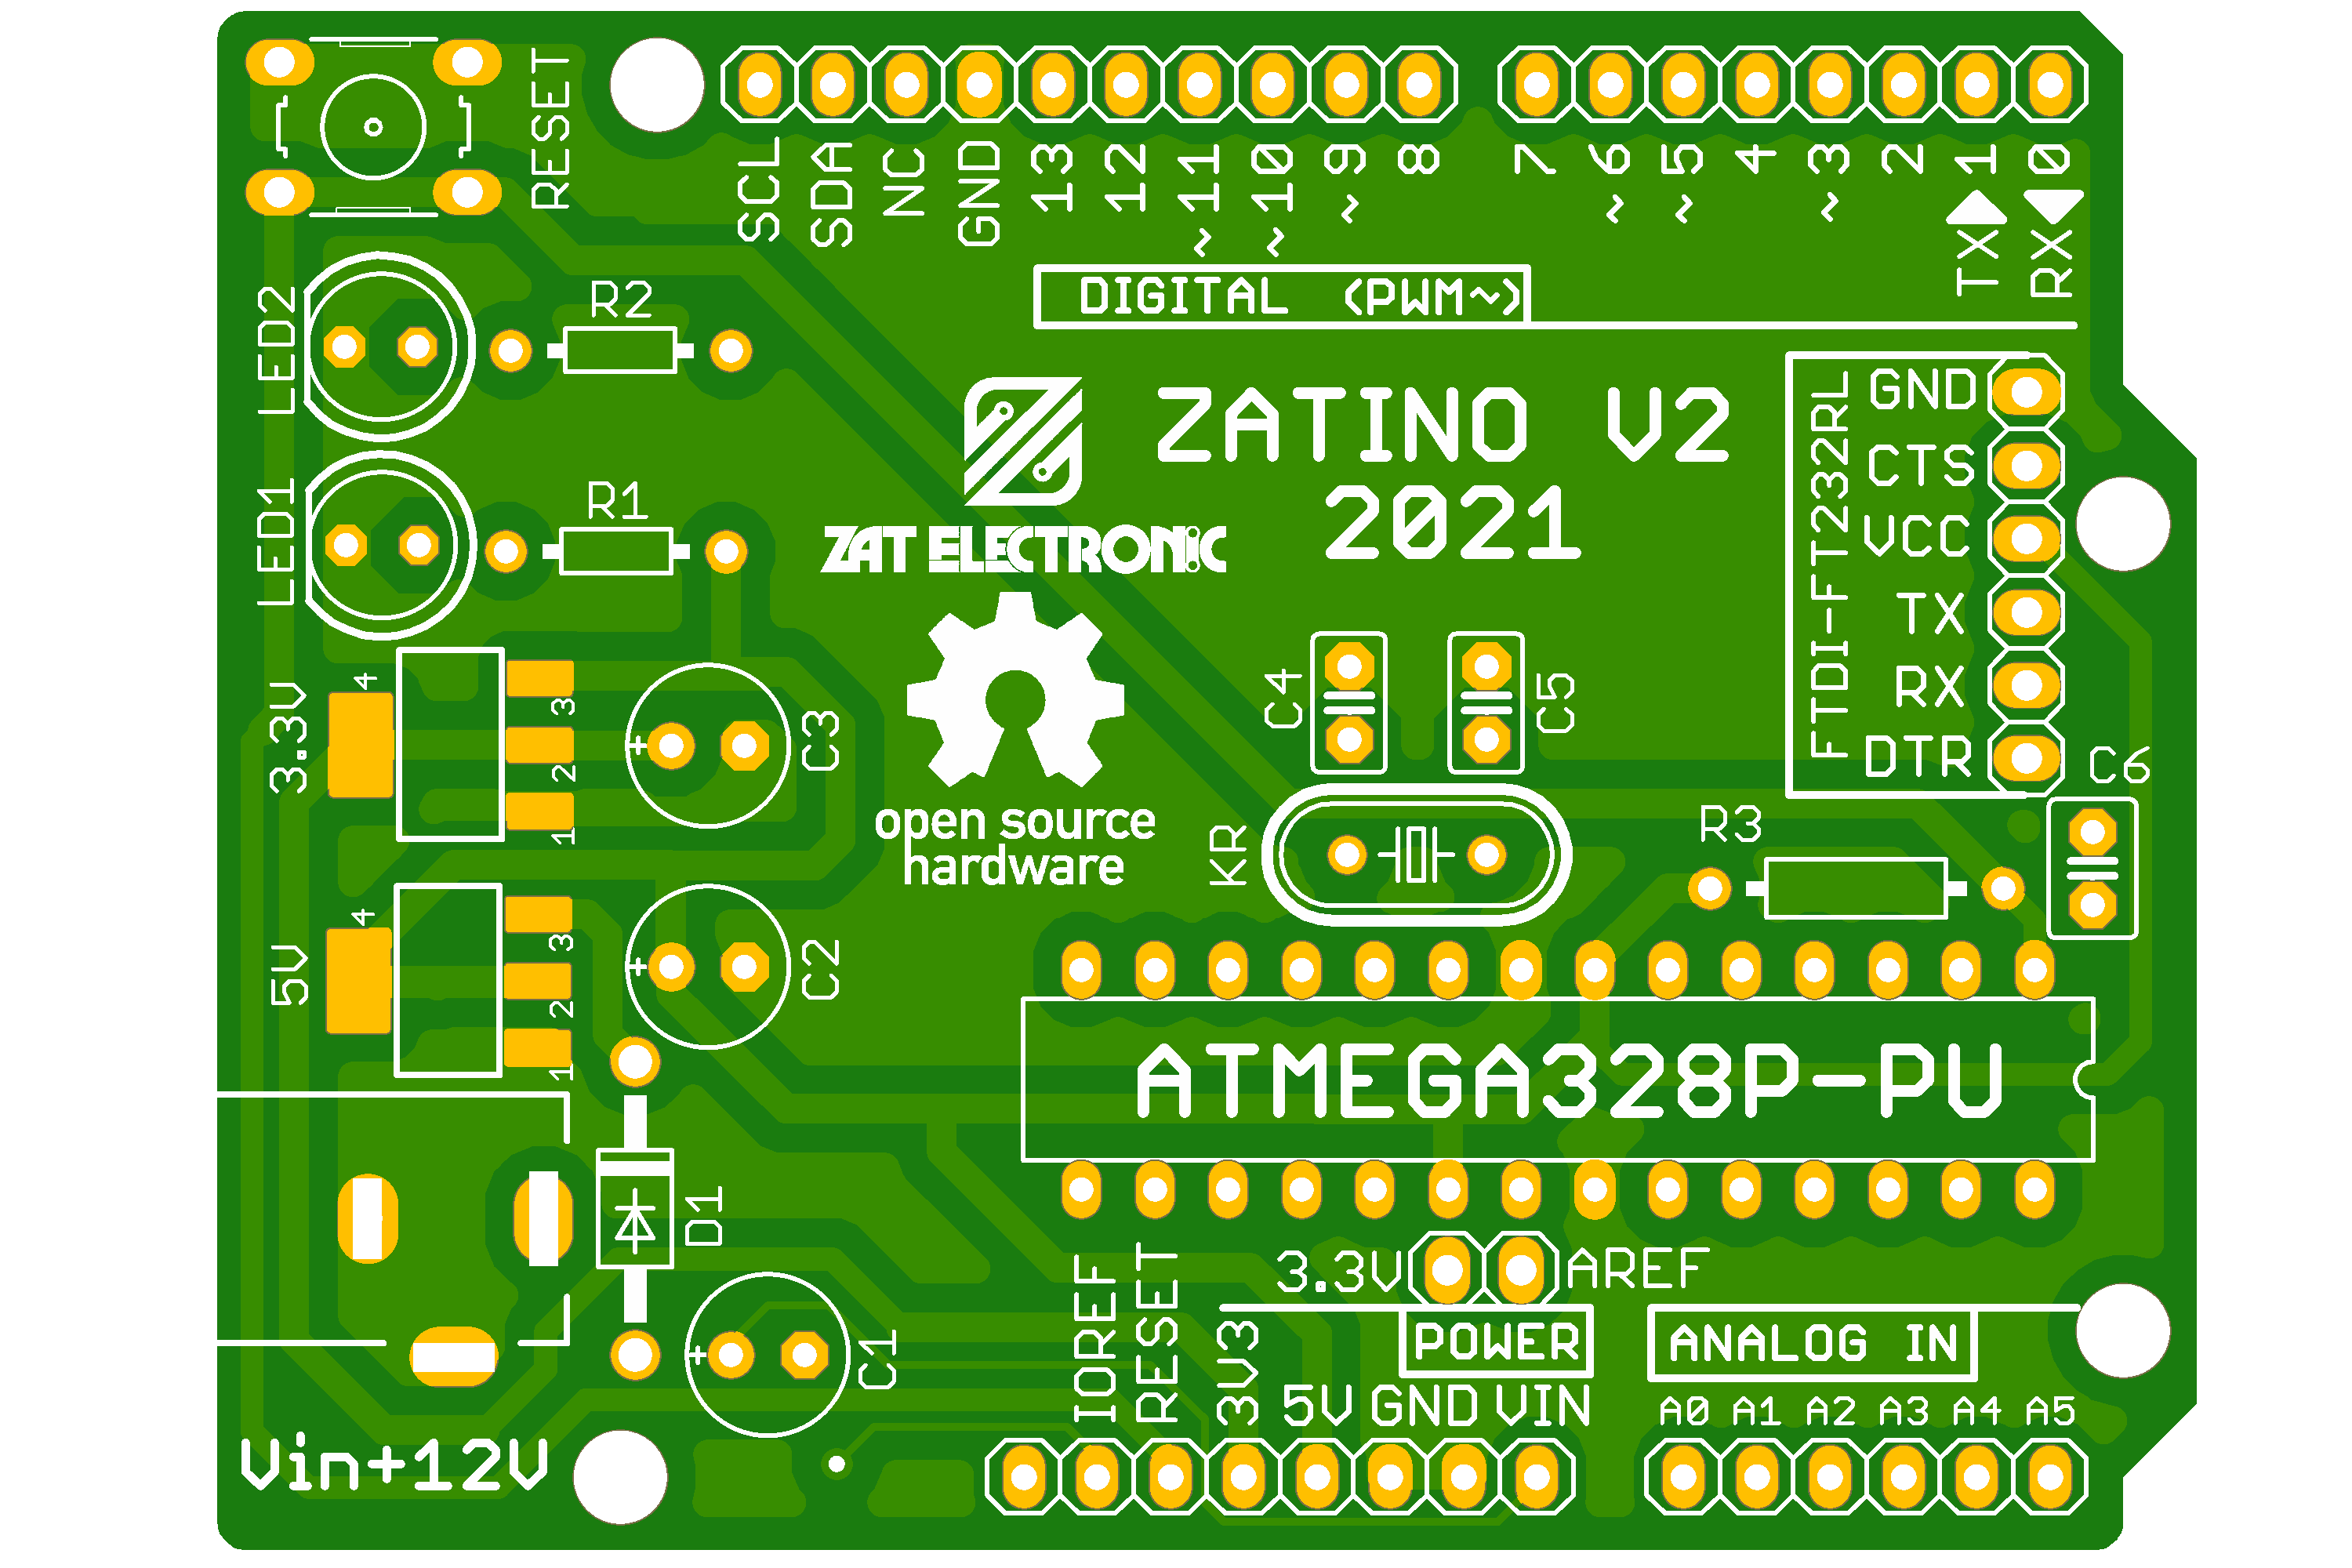 RESET
SCL
SDA
NC
GND
13
12
~11
~10
~9
8
7
~6
~5
4
~3
2
TX 1
RX 0
DIGITAL (PWM~)
LED2
R2
ZATINO V2
2021
ZAT ELECTRONIC
FTDI-FT232RL
GND
CTS
VCC
TX
RX
DTR
LED1
R1
3.3V
4
3
2
1
+
C3
open source
hardware
C4
C5
KR
R3
C6
5V
4
3
2
1
+
C2
ATMEGA328P-PU
D1
+
C1
3.3V
AREF
POWER
ANALOG IN
IOREF
RESET
3V3
5V
GND
VIN
A0
A1
A2
A3
A4
A5
Vin+12V